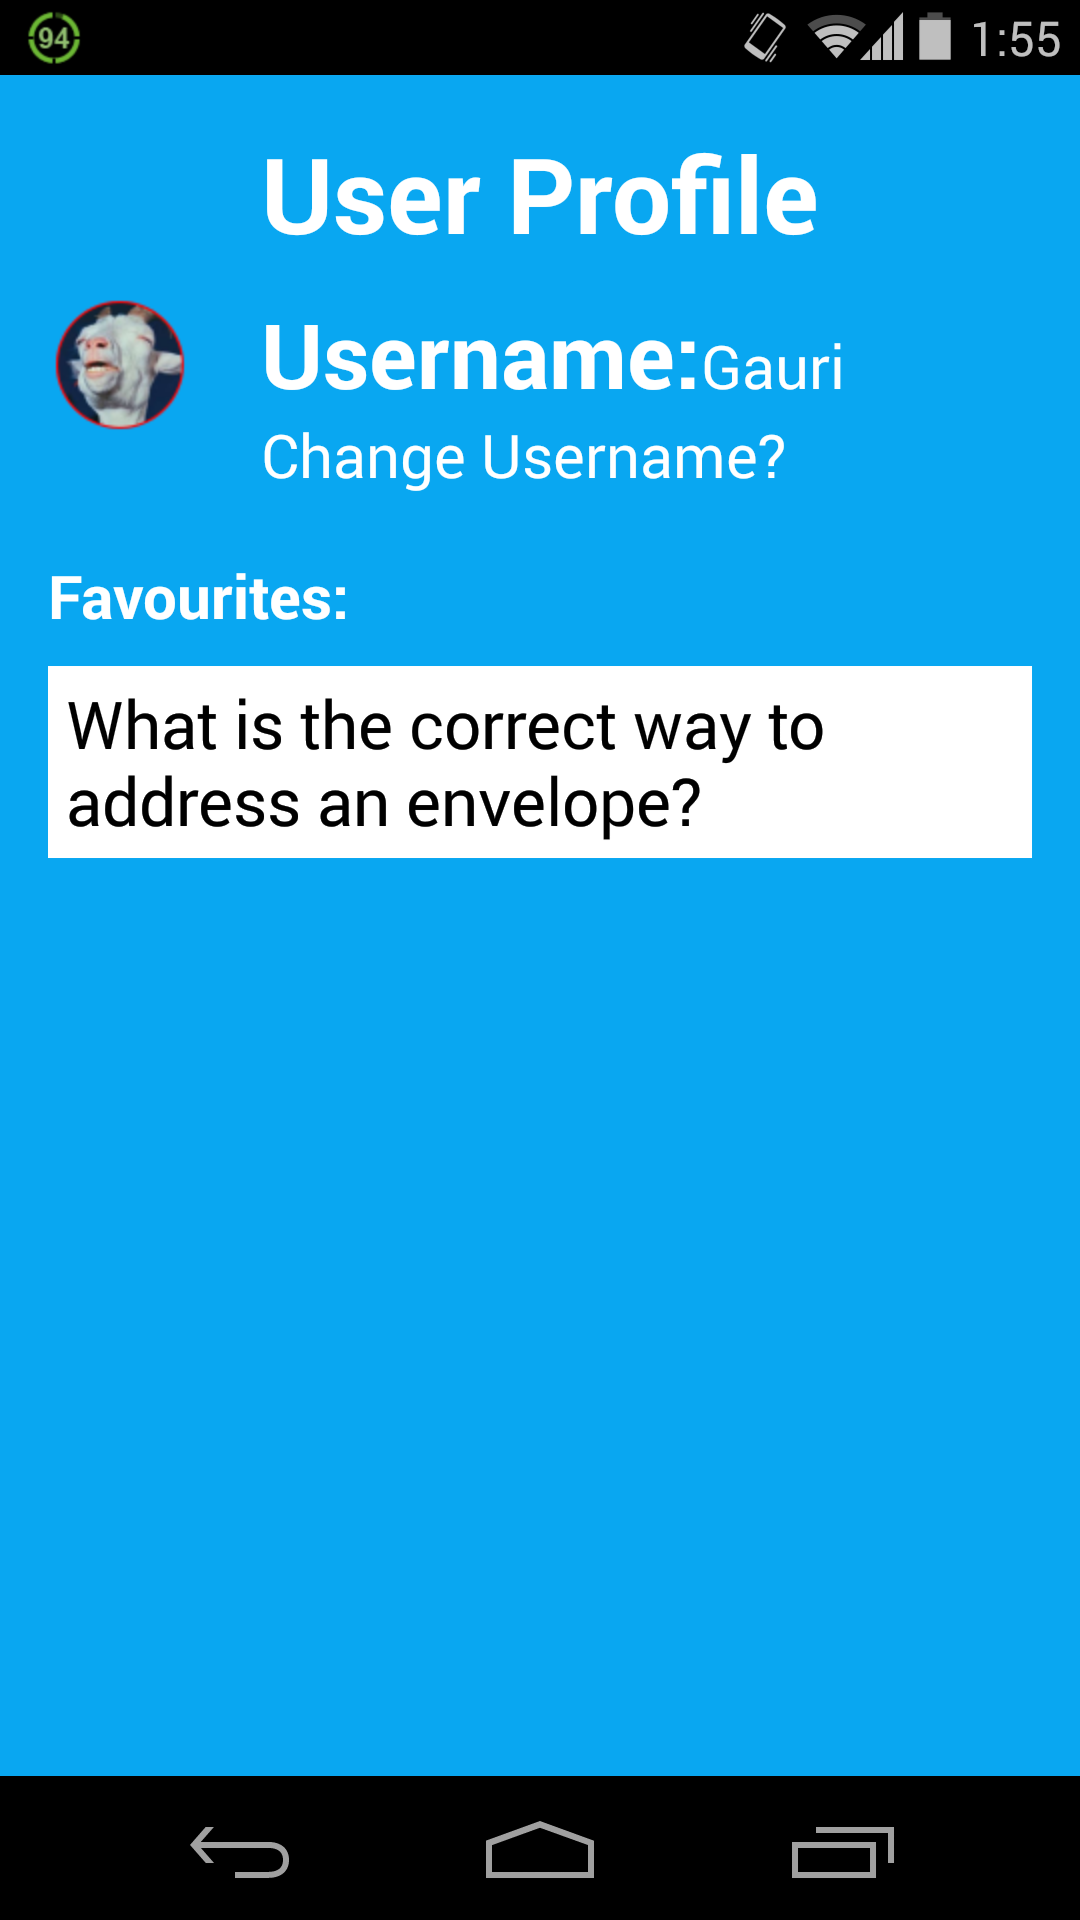 94 1:55
User Profile
Username:Gauri
Change Username?
Favourites:
What is the correct way to
address an envelope?